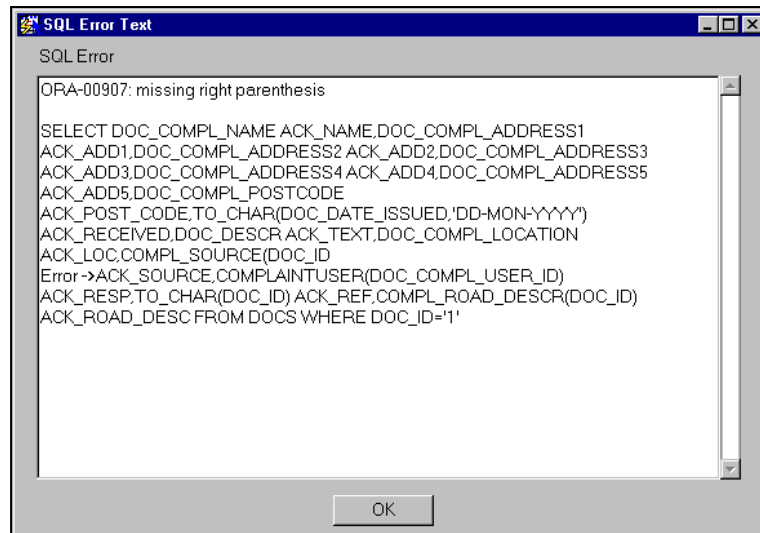 SQL Error Text
SQL Error
ORA-00907: missing right parenthesis
SELECT DOC_COMPL_NAME ACK_NAME,DOC_COMPL_ADDRESS1
ACK_ADD1,DOC_COMPL_ADDRESS2 ACK_ADD2,DOC_COMPL_ADDRESS3
ACK_ADD3,DOC_COMPL_ADDRESS4 ACK_ADD4,DOC_COMPL_ADDRESS5
ACK_ADD5,DOC_COMPL_POSTCODE
ACK_POST_CODE,TO_CHAR(DOC_DATE_ISSUED,'DD-MON-YYYY')
ACK_RECEIVED,DOC_DESCR ACK_TEXT,DOC_COMPL_LOCATION
ACK_LOC,COMPL_SOURCE(DOC_ID
Error->ACK_SOURCE,COMPLAINTUSER(DOC_COMPL_USER_ID)
ACK_RESP,TO_CHAR(DOC_ID) ACK_REF,COMPL_ROAD_DESCR(DOC_ID)
ACK_ROAD_DESC FROM DOCS WHERE DOC_ID='1'
OK